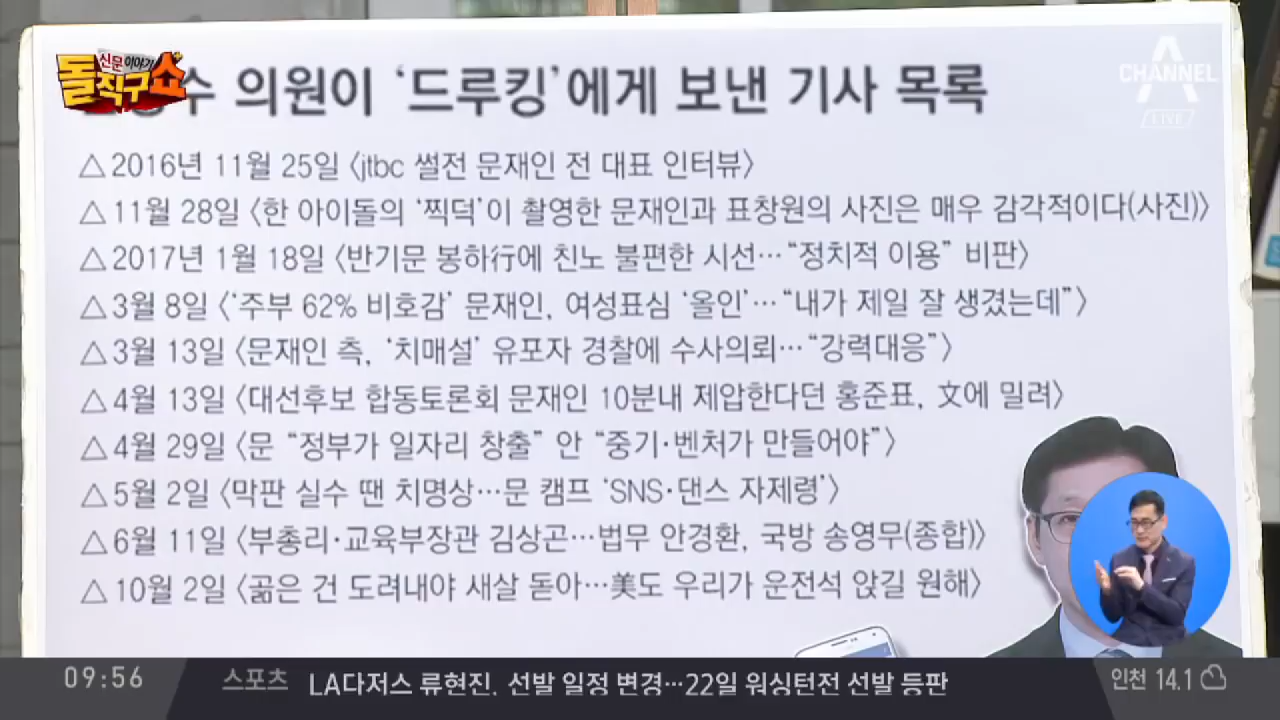 신문이야기
돌직구쇼
수 의원이 ‘드루킹’에게 보낸 기사 목록
CHANNEL A
LIVE
△2016년 11월 25일 〈jtbc 썰전 문재인 전 대표 인터뷰〉
△11월 28일 〈한 아이돌의 ‘찍덕’이 촬영한 문재인과 표창원의 사진은 매우 감각적이다(사진)〉
△2017년 1월 18일 〈반기문 봉하行에 친노 불편한 시선…“정치적 이용” 비판〉
△3월 8일 〈‘주부 62% 비호감’ 문재인, 여성표심 ‘올인’…“내가 제일 잘 생겼는데”〉
△3월 13일 〈문재인 측, ‘치매설’ 유포자 경찰에 수사의뢰…“강력대응”〉
△4월 13일 〈대선후보 합동토론회 문재인 10분내 제압한다던 홍준표, 文에 밀려〉
△4월 29일 〈문 “정부가 일자리 창출” 안 “중기·벤처가 만들어야”〉
△5월 2일 〈막판 실수 땐 치명상…문 캠프 ‘SNS·댄스 자제령’〉
△6월 11일 〈부총리·교육부장관 김상곤…법무 안경환, 국방 송영무(종합)〉
△10월 2일 〈곪은 건 도려내야 새살 돋아…美도 우리가 운전석 앉길 원해〉
09:56 스포츠 LA다저스 류현진, 선발 일정 변경…22일 워싱턴전 선발 등판 인천 14.1